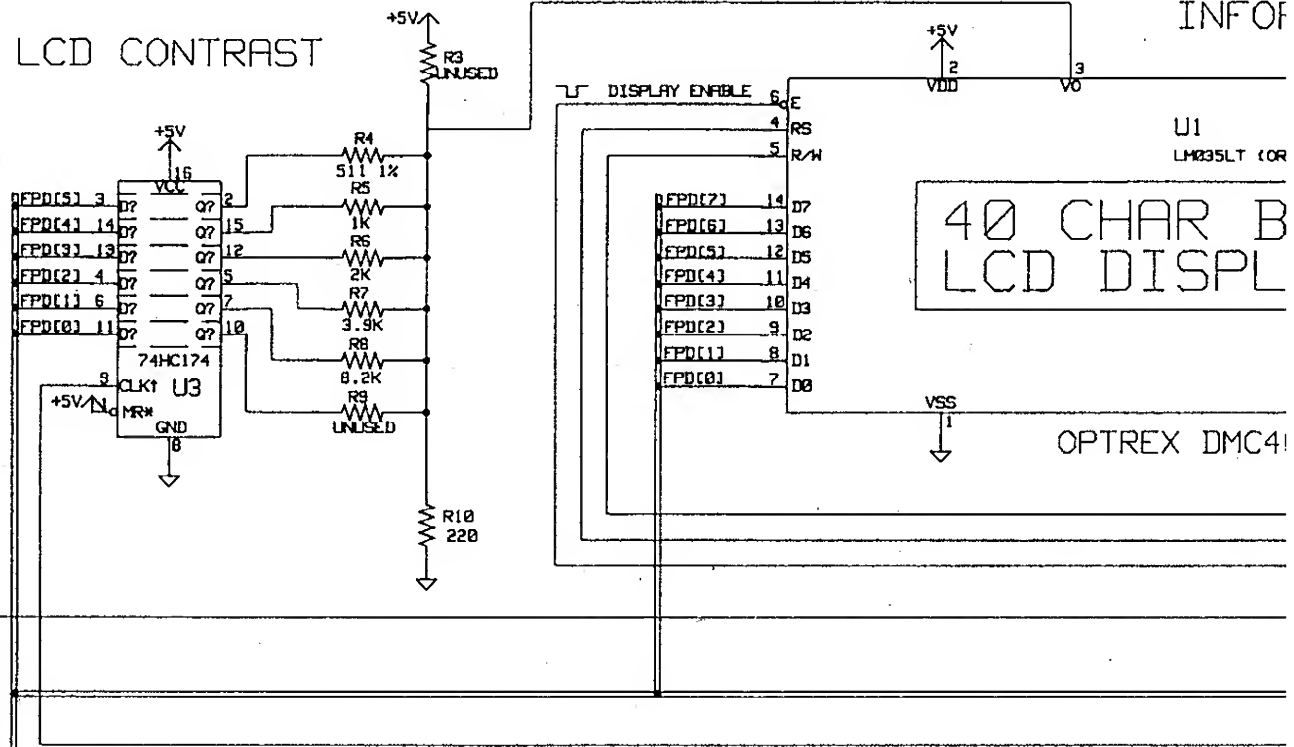 LCD CONTRAST
+5V
R3
UNUSED
+5V
16
VCC
FPD[5] 3 D? Q? 2
FPD[4] 14 D? Q? 15
FPD[3] 13 D? Q? 12
FPD[2] 4 D? Q? 5
FPD[1] 6 D? Q? 7
FPD[0] 11 D? Q? 10
74HC174
9 CLK↑ U3
+5V 1 MR*
GND
8
R4
511 1%
R5
1K
R6
2K
R7
3.9K
R8
8.2K
R9
UNUSED
R10
220
DISPLAY ENABLE
6 E
4 RS
5 R/W
+5V
2
VDD
3
VO
INFOR
U1
LM035LT (OR
FPD[7] 14 D7
FPD[6] 13 D6
FPD[5] 12 D5
FPD[4] 11 D4
FPD[3] 10 D3
FPD[2] 9 D2
FPD[1] 8 D1
FPD[0] 7 D0
40 CHAR B
LCD DISPL
VSS
1
OPTREX DMC4